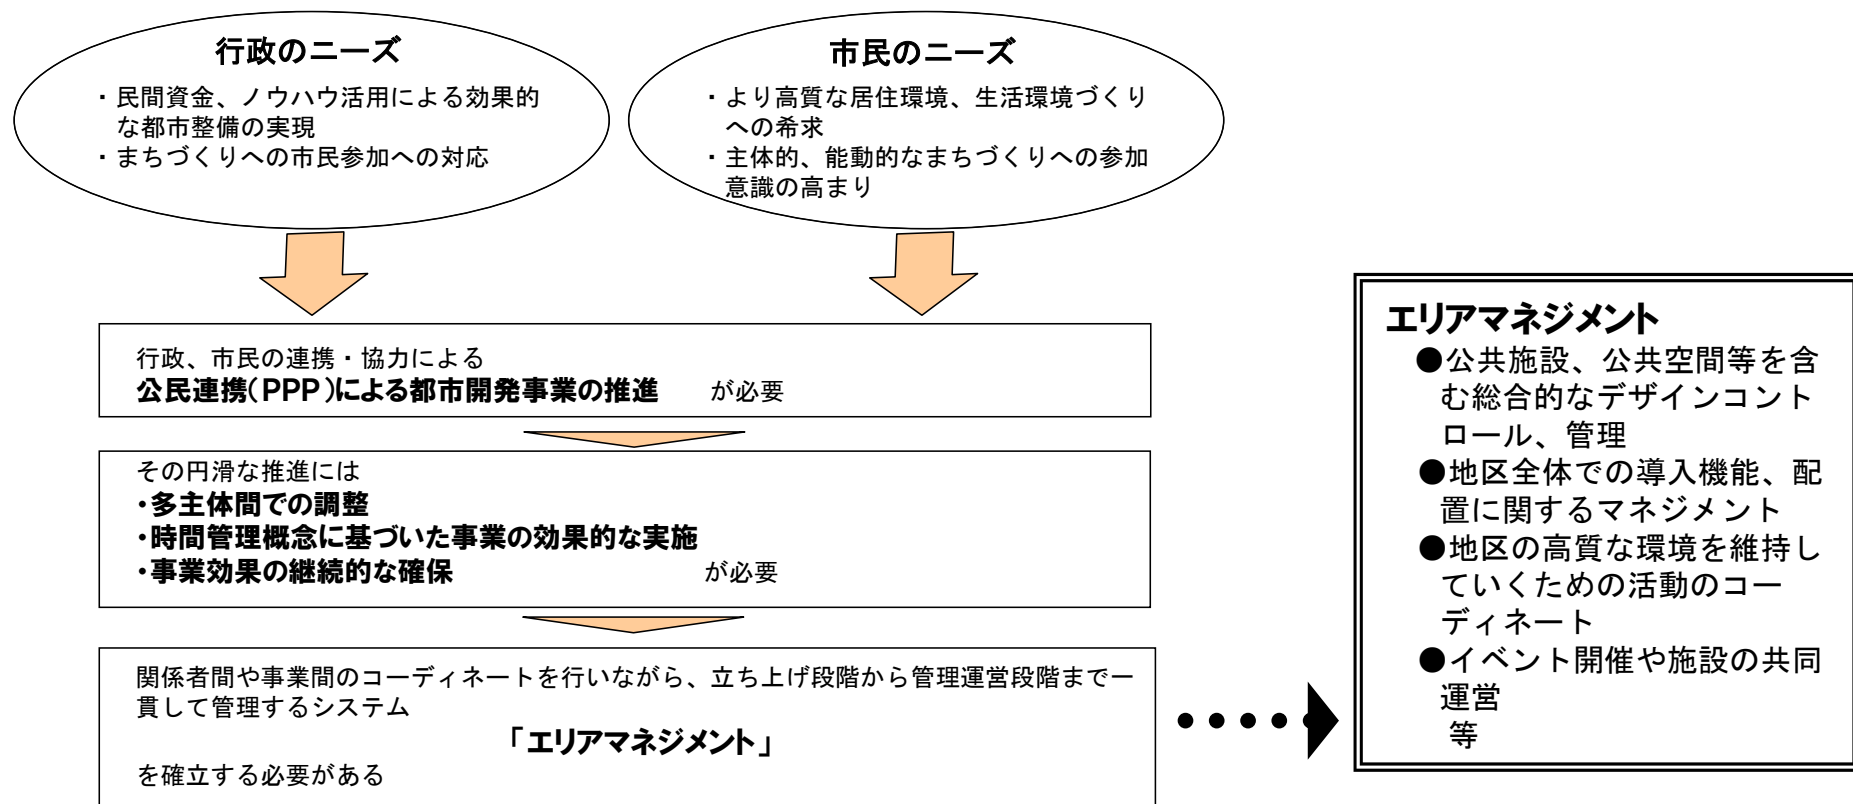 行政のニーズ
・民間資金、ノウハウ活用による効果的
な都市整備の実現
・まちづくりへの市民参加への対応
市民のニーズ
・より高質な居住環境、生活環境づくり
への希求
・主体的、能動的なまちづくりへの参加
意識の高まり
行政、市民の連携・協力による
公民連携(PPP)による都市開発事業の推進 が必要
その円滑な推進には
・多主体間での調整
・時間管理概念に基づいた事業の効果的な実施
・事業効果の継続的な確保 が必要
関係者間や事業間のコーディネートを行いながら、立ち上げ段階から管理運営段階まで一
貫して管理するシステム
「エリアマネジメント」
を確立する必要がある
エリアマネジメント
●公共施設、公共空間等を含
む総合的なデザインコント
ロール、管理
●地区全体での導入機能、配
置に関するマネジメント
●地区の高質な環境を維持し
ていくための活動のコー
ディネート
●イベント開催や施設の共同
運営
等